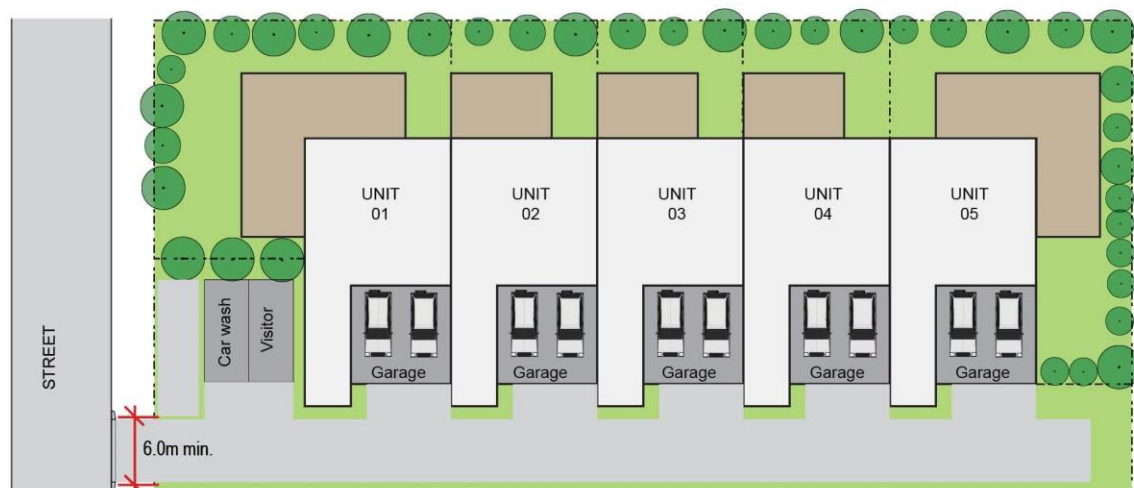 UNIT
01
UNIT
02
UNIT
03
UNIT
04
UNIT
05
STREET
Car wash
Visitor
Garage
Garage
Garage
Garage
Garage
6.0m min.